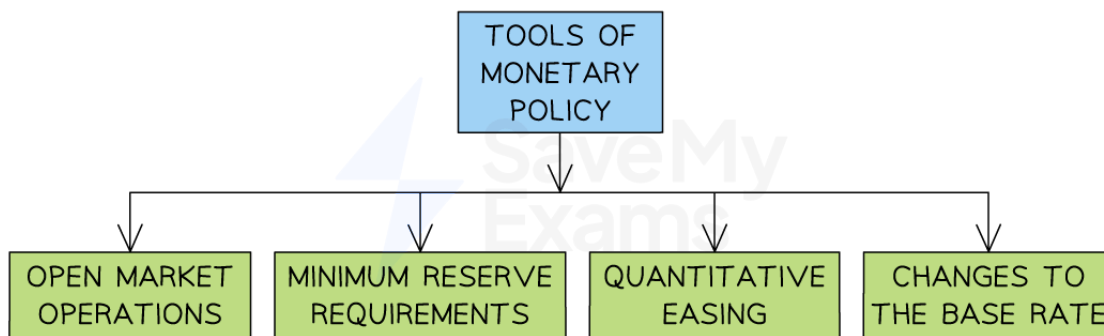 TOOLS OF
MONETARY
POLICY
SaveMy
Exams
OPEN MARKET
OPERATIONS
MINIMUM RESERVE
REQUIREMENTS
QUANTITATIVE
EASING
CHANGES TO
THE BASE RATE